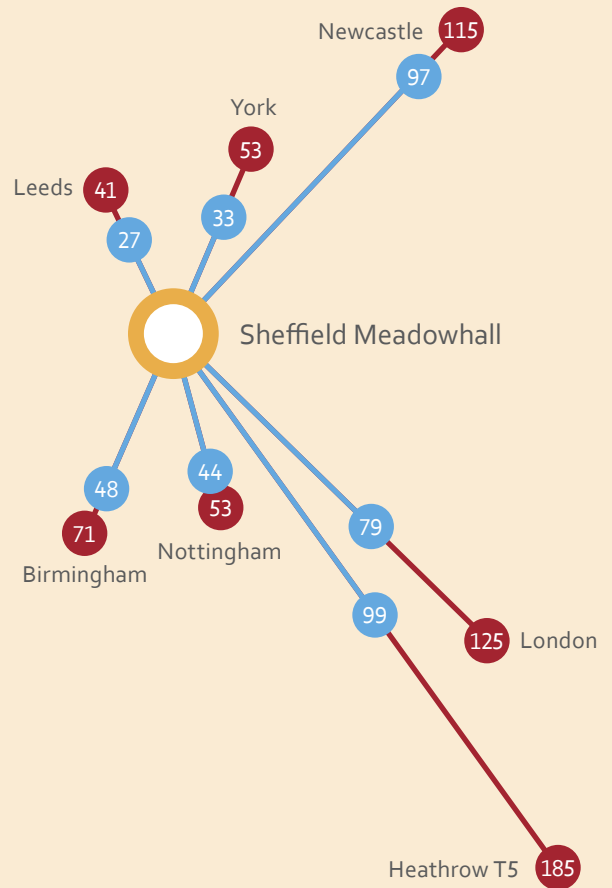 Newcastle
115
97
York
53
Leeds
41
33
27
Sheffield Meadowhall
44
48
53
71
79
Nottingham
Birmingham
99
125
London
Heathrow T5
185